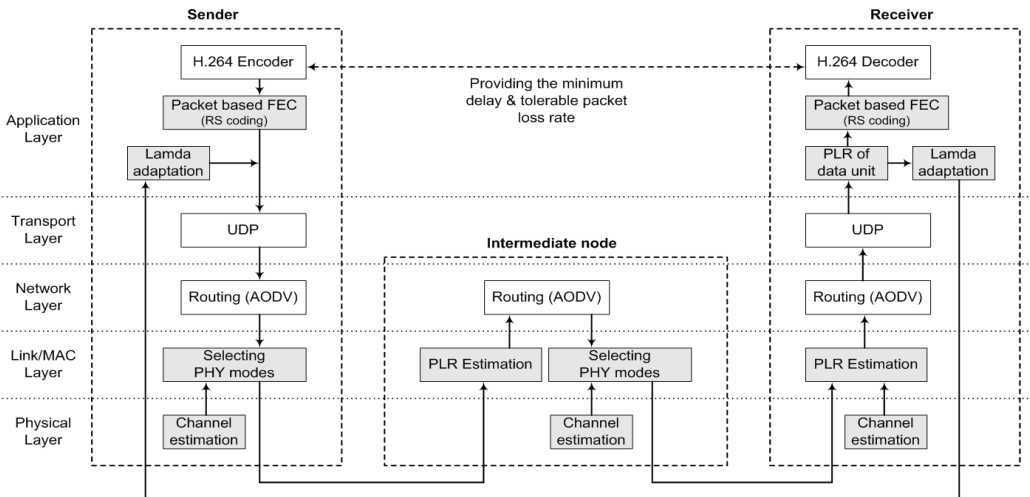 Sender
Receiver
H.264 Encoder
H.264 Decoder
Providing the minimum
delay & tolerable packet
loss rate
Packet based FEC
(RS coding)
Packet based FEC
(RS coding)
Application
Layer
Lamda
adaptation
PLR of
data unit
Lamda
adaptation
Transport
Layer
UDP
UDP
Intermediate node
Network
Layer
Routing (AODV)
Routing (AODV)
Routing (AODV)
Link/MAC
Layer
Selecting
PHY modes
PLR Estimation
Selecting
PHY modes
PLR Estimation
Physical
Layer
Channel
estimation
Channel
estimation
Channel
estimation